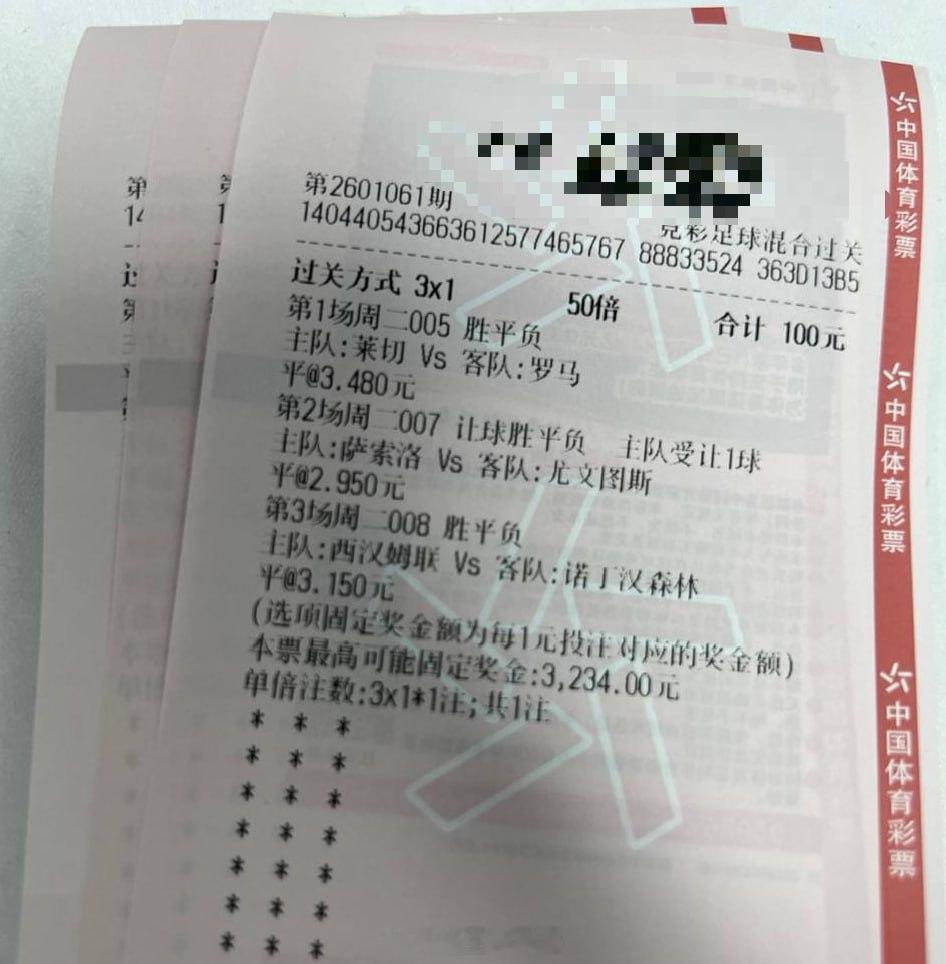 第2601061期
竞彩足球混合过关
140440543663612577465767 88833524 363D13B5
过关方式 3x1 50倍 合计 100元
第1场周二005 胜平负
主队:莱切 Vs 客队:罗马
平@3.480元
第2场周二007 让球胜平负 主队受让1球
主队:萨索洛 Vs 客队:尤文图斯
平@2.950元
第3场周二008 胜平负
主队:西汉姆联 Vs 客队:诺丁汉森林
平@3.150元
(选项固定奖金额为每1元投注对应的奖金额)
本票最高可能固定奖金:3,234.00元
单倍注数:3x1*1注;共1注
* * *
* * *
* * *
* * *
* * *
* * *
* * *
中国体育彩票
中国体育彩票
中国体育彩票
第
14
第
1